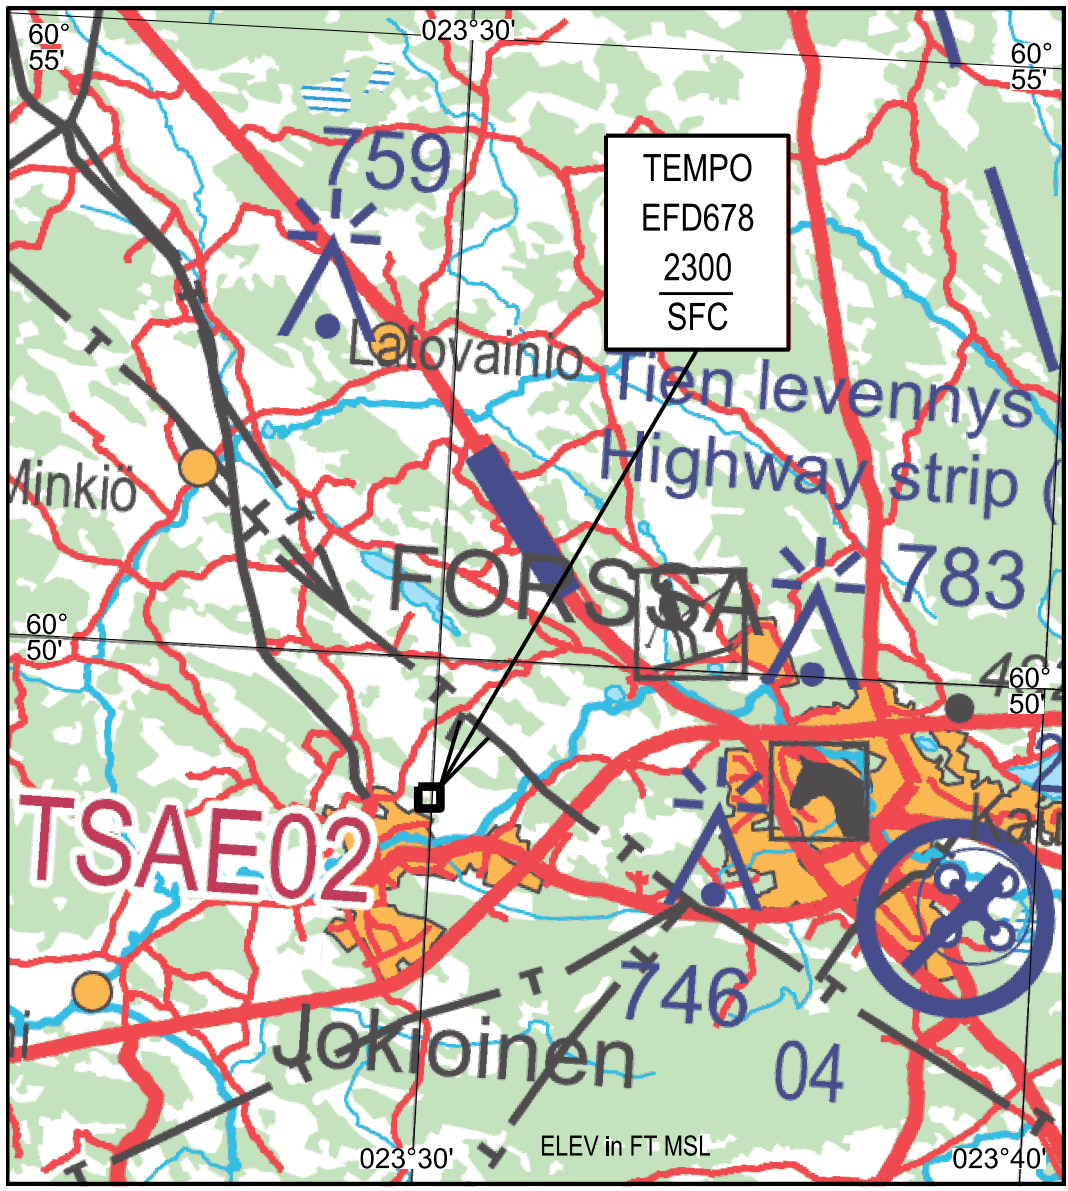 60°
55'
023°30'
60°
55'
759
TEMPO
EFD678
2300
SFC
Latovainio
Tien levennys
Highway strip (
Minkiö
FORSSA
783
60°
50'
60°
50'
TSAE02
746
Jokioinen
04
ELEV in FT MSL
023°30'
023°40'